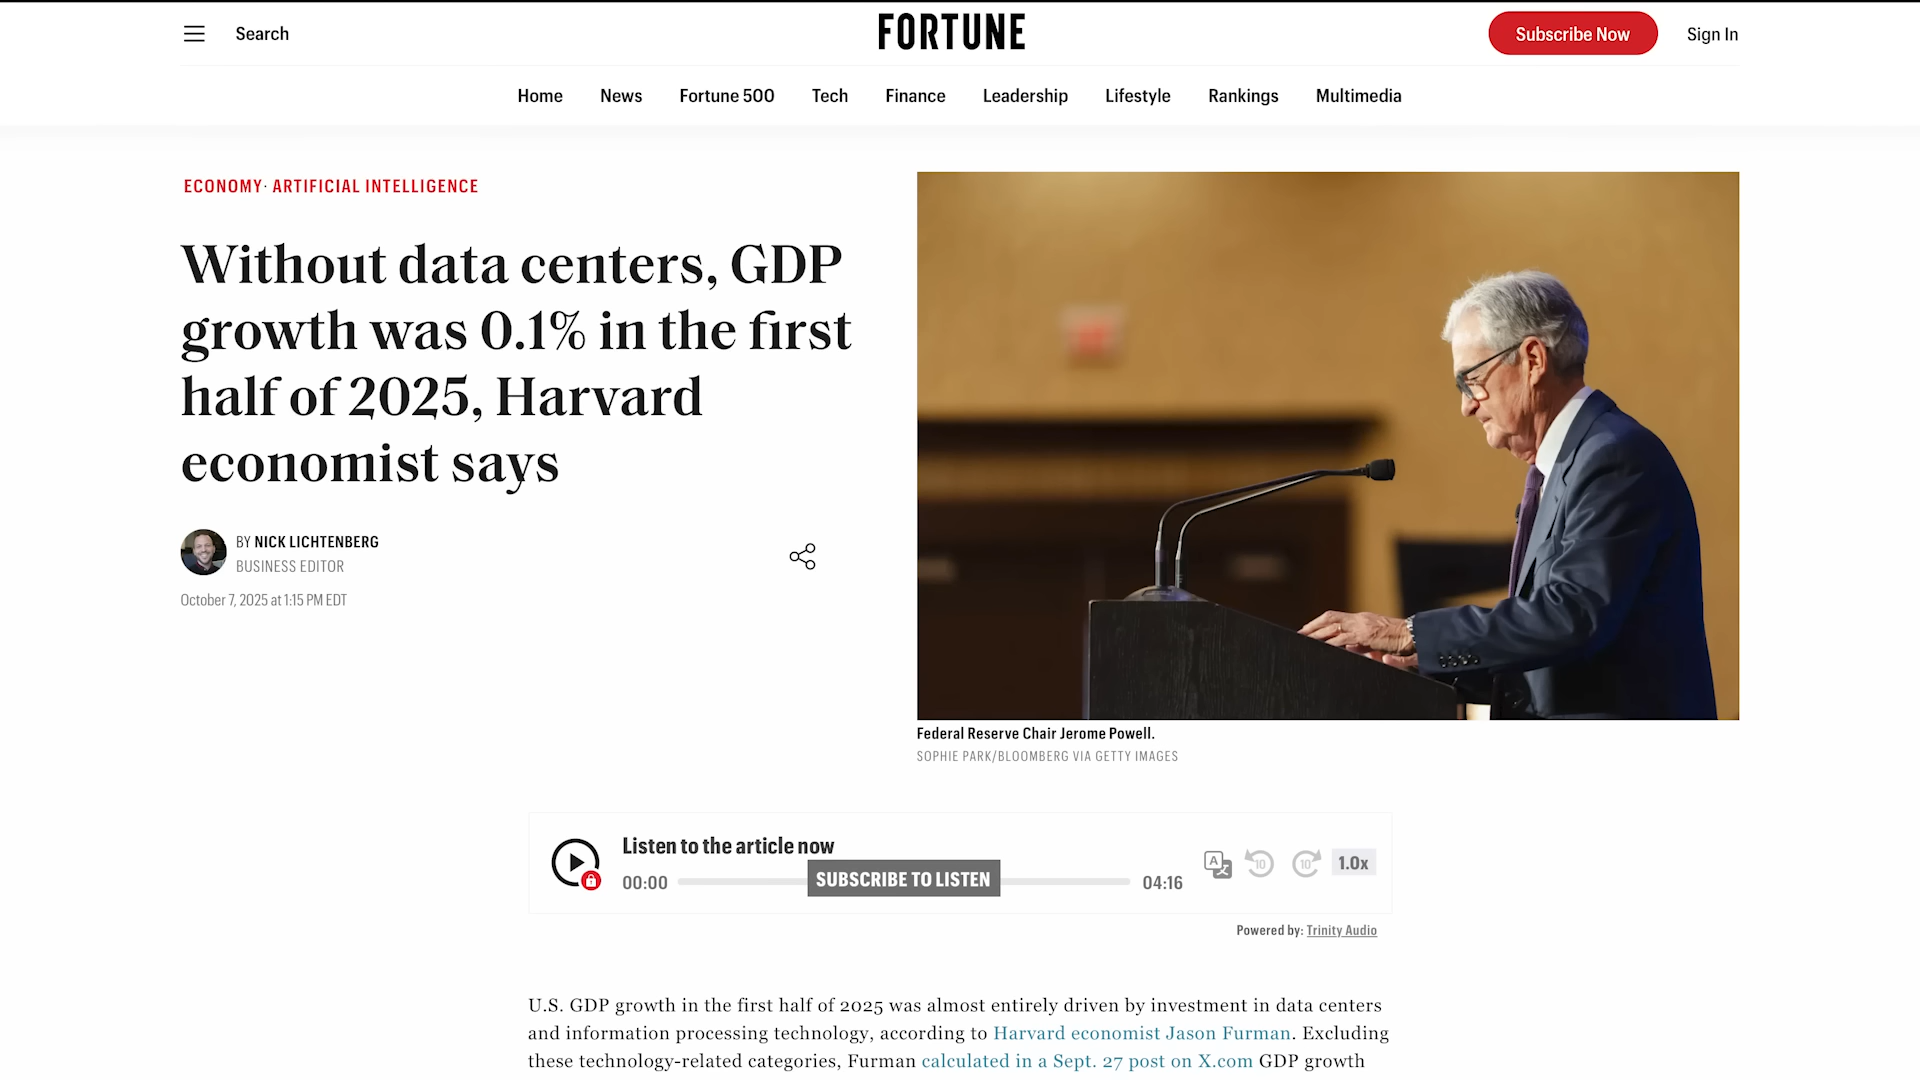 Search
FORTUNE
Subscribe Now
Sign In
Home News Fortune 500 Tech Finance Leadership Lifestyle Rankings Multimedia
ECONOMY· ARTIFICIAL INTELLIGENCE
Without data centers, GDP
growth was 0.1% in the first
half of 2025, Harvard
economist says
BY NICK LICHTENBERG
BUSINESS EDITOR
October 7, 2025 at 1:15 PM EDT
Federal Reserve Chair Jerome Powell.
SOPHIE PARK/BLOOMBERG VIA GETTY IMAGES
Listen to the article now
00:00
SUBSCRIBE TO LISTEN
04:16
A
10
10
1.0x
Powered by: Trinity Audio
U.S. GDP growth in the first half of 2025 was almost entirely driven by investment in data centers
and information processing technology, according to Harvard economist Jason Furman. Excluding
these technology-related categories, Furman calculated in a Sept. 27 post on X.com GDP growth